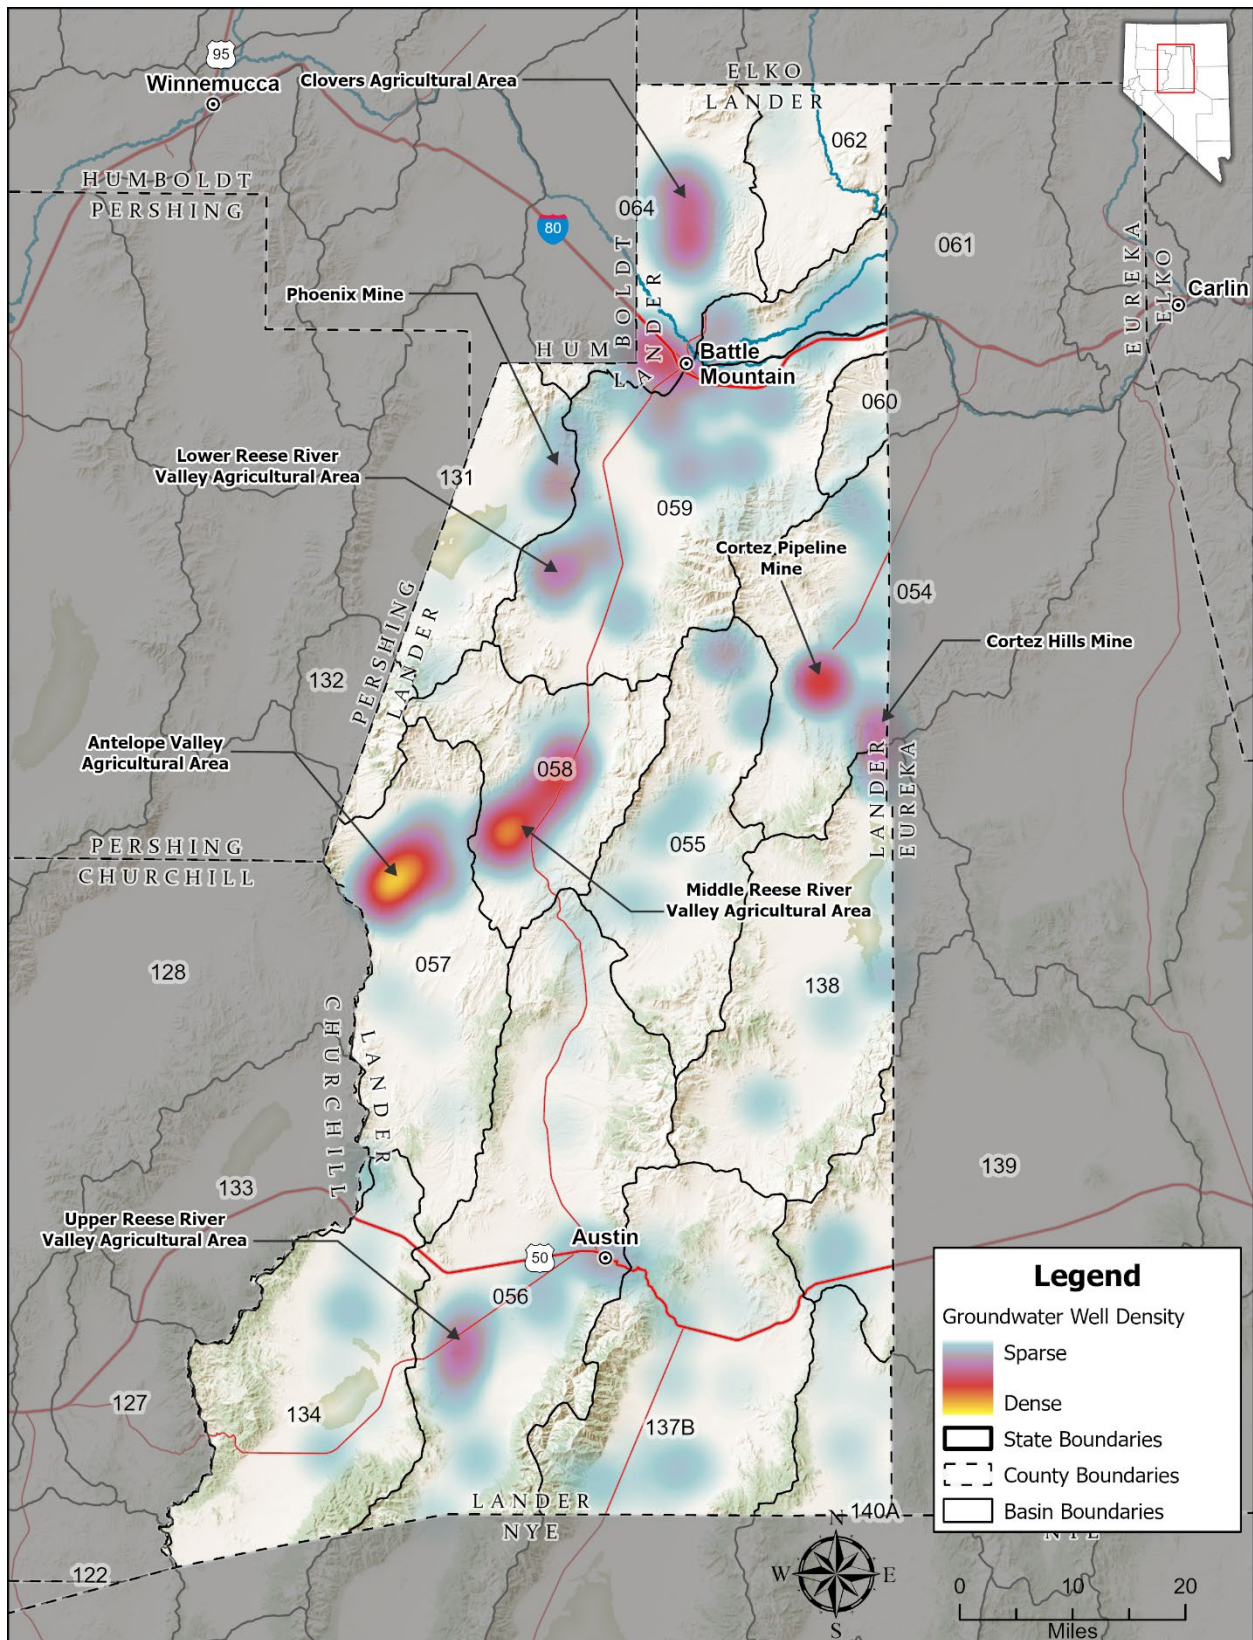 95
Winnemucca
Clovers Agricultural Area
ELKO
LANDER
062
HUMBOLDT
PERSHING
064
80
HUMBOLDT
LANDER
061
EUREKA
ELKO
Carlin
Phoenix Mine
HUM
LANDER
Battle
Mountain
060
Lower Reese River
Valley Agricultural Area
131
059
Cortez Pipeline
Mine
054
PERSHING
LANDER
Cortez Hills Mine
132
Antelope Valley
Agricultural Area
058
LANDER
EUREKA
055
PERSHING
CHURCHILL
Middle Reese River
Valley Agricultural Area
057
128
138
CHURCHILL
LANDER
139
133
Upper Reese River
Valley Agricultural Area
Austin
50
056
127
134
137B
LANDER
NYE
140A
122
Legend
Groundwater Well Density
Sparse
Dense
State Boundaries
County Boundaries
Basin Boundaries
NYE
N
W
E
S
0 10 20
Miles